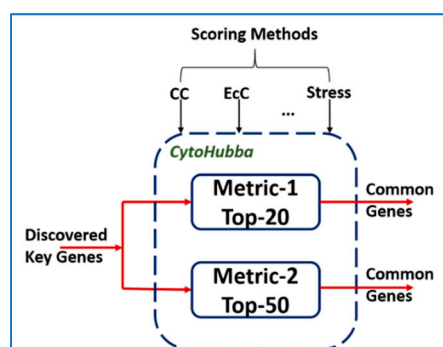 Scoring Methods
CC EcC ... Stress
CytoHubba
Metric-1
Top-20
Common
Genes
Discovered
Key Genes
Metric-2
Top-50
Common
Genes